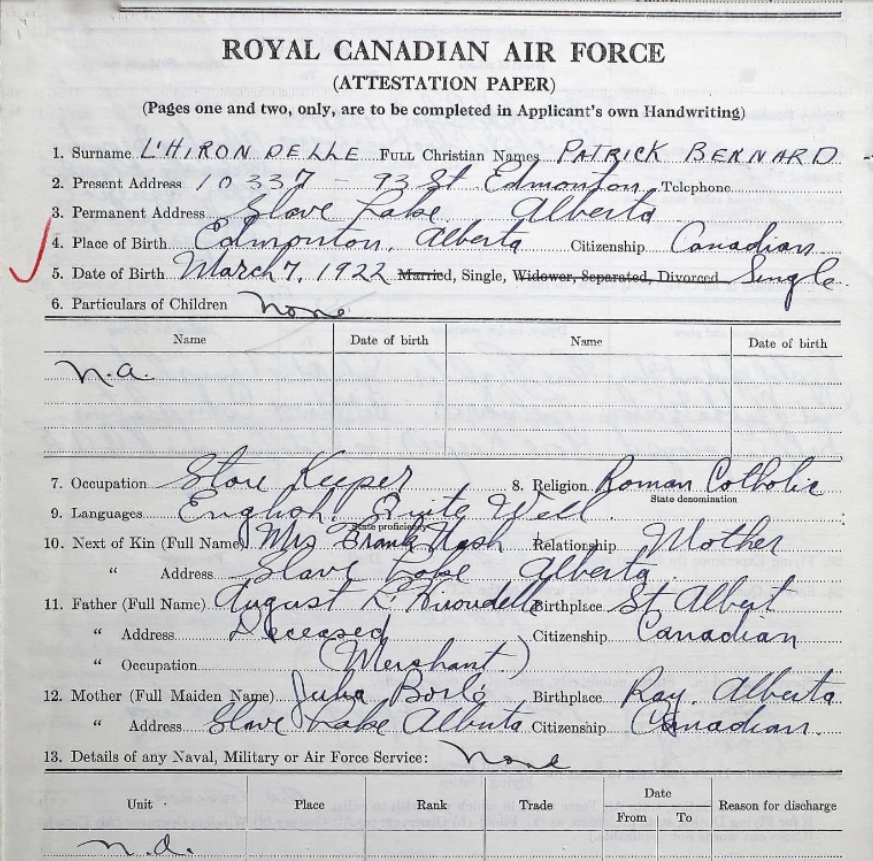 ROYAL CANADIAN AIR FORCE
(ATTESTATION PAPER)
(Pages one and two, only, are to be completed in Applicant's own Handwriting)
1. Surname L'HIRONDELLE FULL Christian Names PATRICK BERNARD
2. Present Address 10337 - 93 St Edmonton Telephone
3. Permanent Address Slave Lake Alberta
4. Place of Birth Edmonton, Alberta Citizenship Canadian
5. Date of Birth March 7, 1922 Married, Single, Widower, Separated, Divorced Single
6. Particulars of Children None
Name Date of birth Name Date of birth
n.a.
7. Occupation Store Keeper 8. Religion Roman Catholic
State denomination
9. Languages English. Quite Well.
State proficiency
10. Next of Kin (Full Name) Mrs Frank Nash Relationship Mother
" Address Slave Lake Alberta
11. Father (Full Name) August L'Hirondelle Birthplace St Albert
" Address Deceased Citizenship Canadian
" Occupation (Merchant)
12. Mother (Full Maiden Name) Julia Birthplace Ray, Alberta
" Address Slave Lake Alberta Citizenship Canadian
13. Details of any Naval, Military or Air Force Service: None
Unit Place Rank Trade Date Reason for discharge
From To
n.a.